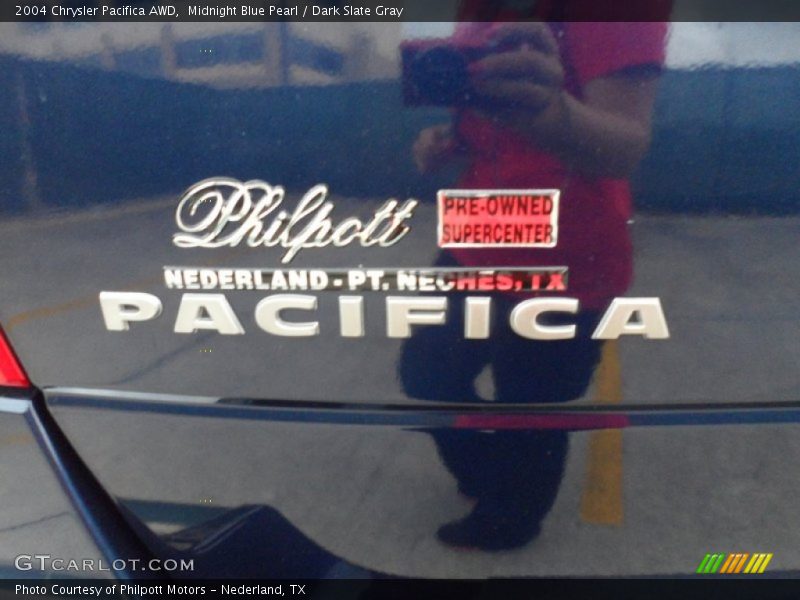 2004 Chrysler Pacifica AWD,  Midnight Blue Pearl / Dark Slate Gray
Philpott
PRE-OWNED
SUPERCENTER
NEDERLAND - PT. NECHES, TX
PACIFICA
GTCARLOT.COM
Photo Courtesy of Philpott Motors – Nederland, TX